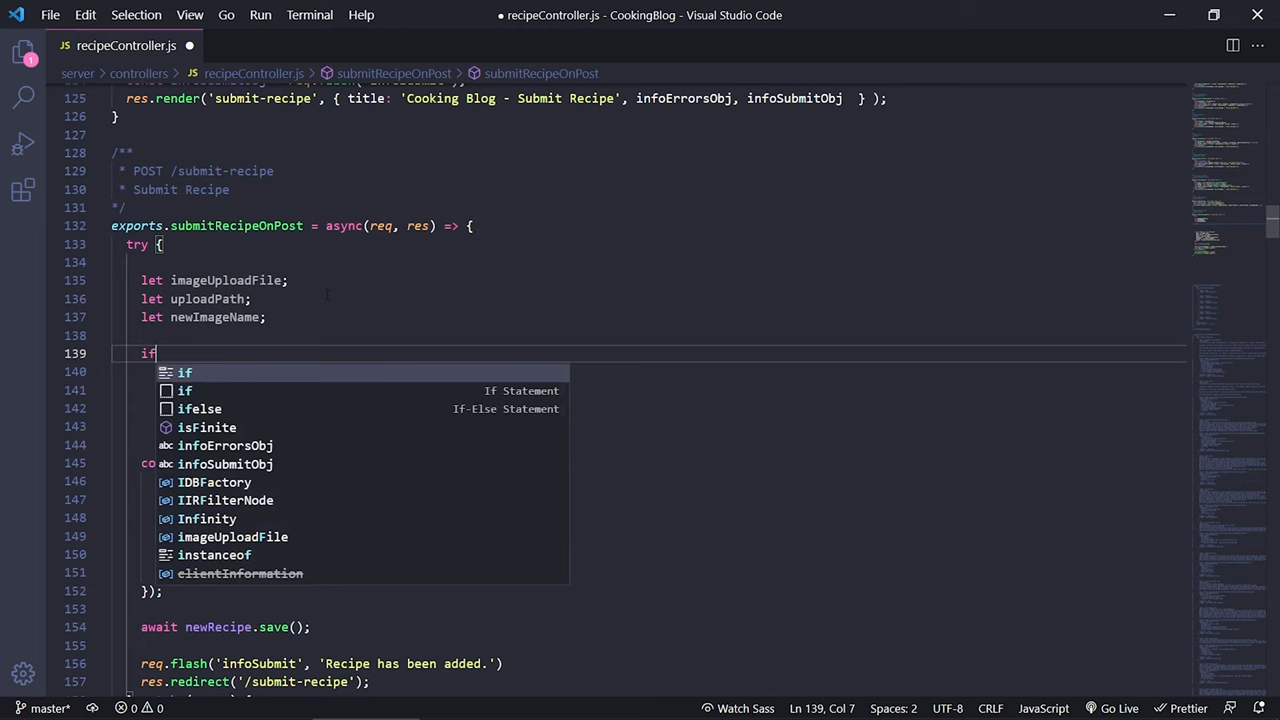 File Edit Selection View Go Run Terminal Help
● recipeController.js - CookingBlog - Visual Studio Code
JS recipeController.js ●
server > controllers > JS recipeController.js > submitRecipeOnPost > submitRecipeOnPost
125 res.render('submit-recipe', { title: 'Cooking Blog Submit Recipe', infoErrorsObj, infoSubmitObj } );
126 }
127
128 /**
129 * POST /submit-recipe
130 * Submit Recipe
131 */
132 exports.submitRecipeOnPost = async(req, res) => {
133 try {
134
135 let imageUploadFile;
136 let uploadPath;
137 let newImageName;
138
139 if
140 if
141 if If Statement
142 ifelse If-Else Statement
143 isFinite
144 abc infoErrorsObj
145 co abc infoSubmitObj
146 IDBFactory
147 IIRFilterNode
148 Infinity
149 imageUploadFile
150 instanceof
151 clientInformation
152 });
153
154 await newRecipe.save();
155
156 req.flash('infoSubmit', 'Recipe has been added.')
157 res.redirect('/submit-recipe');
1
master* 0 0 Watch Sass Ln 139, Col 7 Spaces: 2 UTF-8 CRLF JavaScript Go Live Prettier